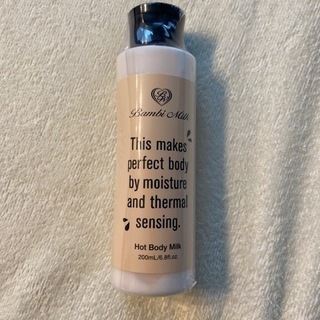 Bambi Milk
This makes
perfect body
by moisture
and thermal
sensing.
Hot Body Milk
200mL/6.8fl.oz.